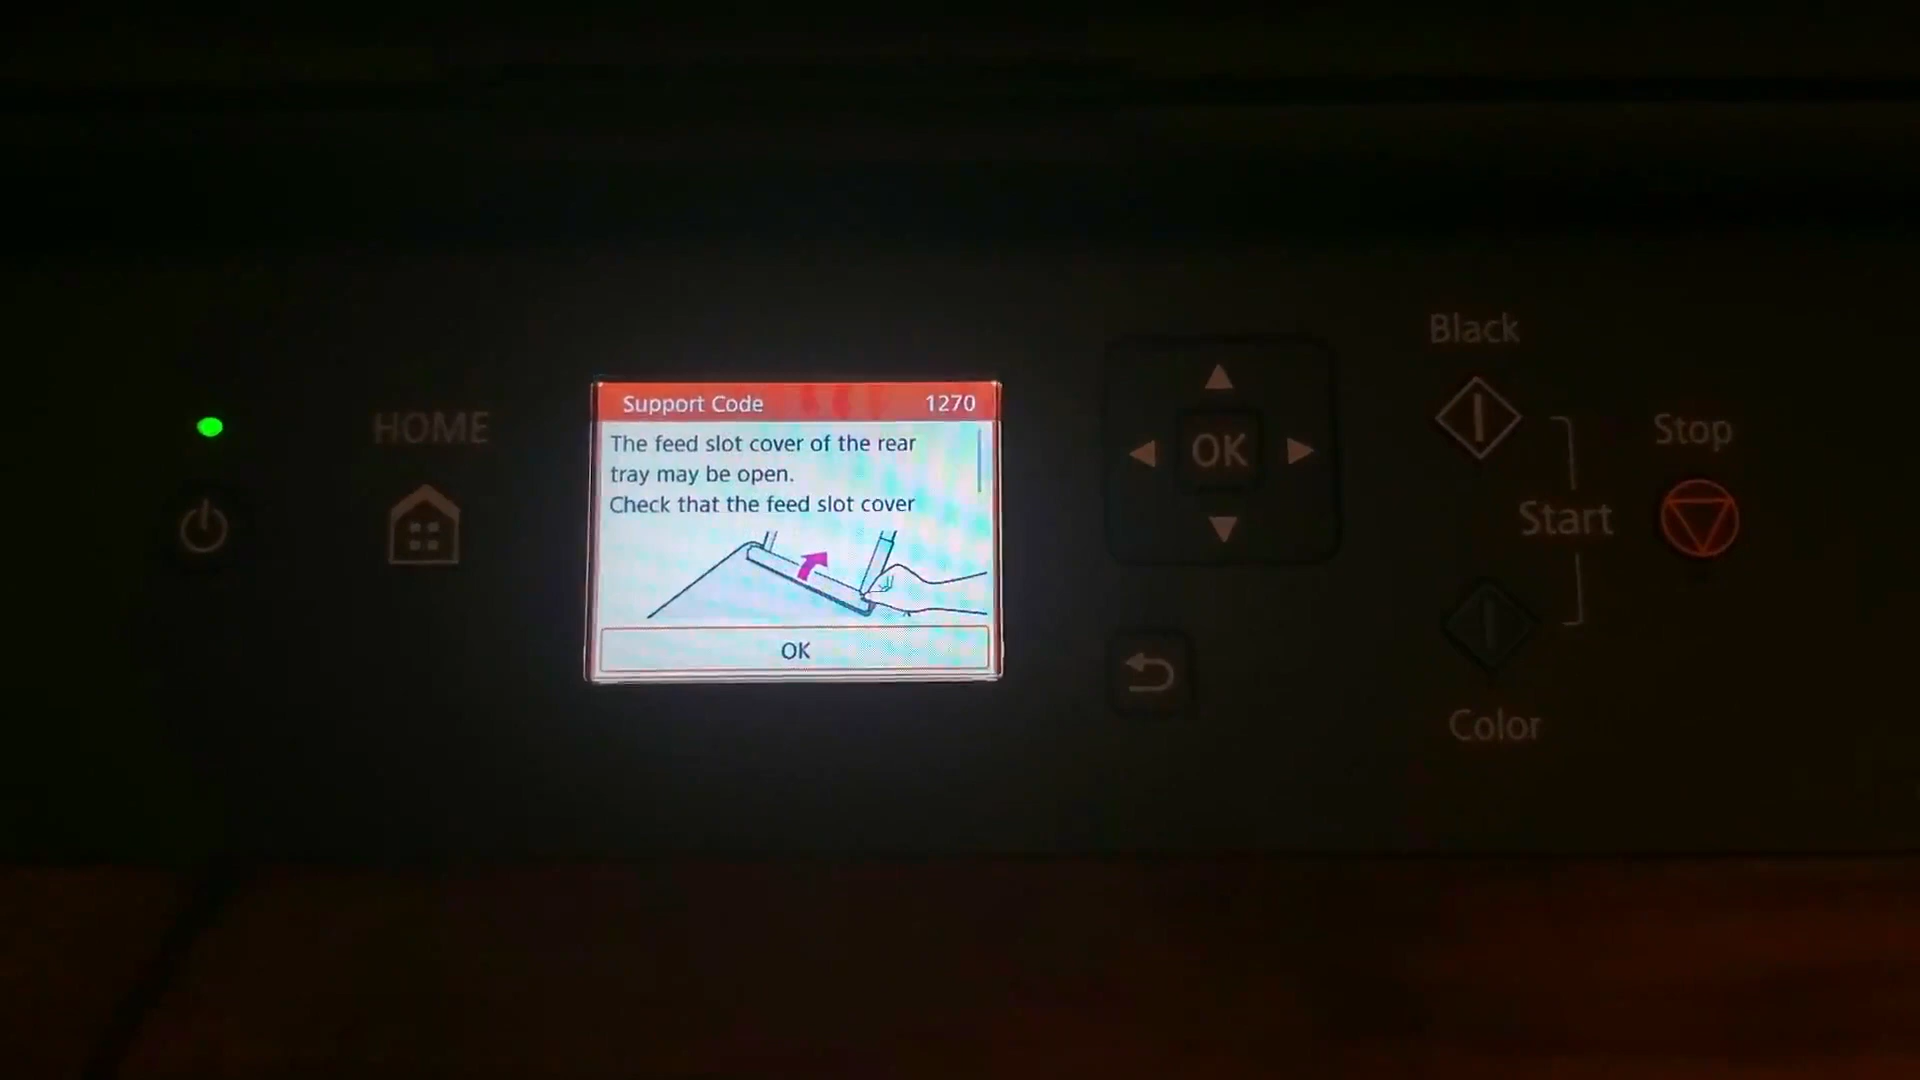 Support Code 1270
The feed slot cover of the rear
tray may be open.
Check that the feed slot cover
OK
HOME
OK
Black
Start
Stop
Color